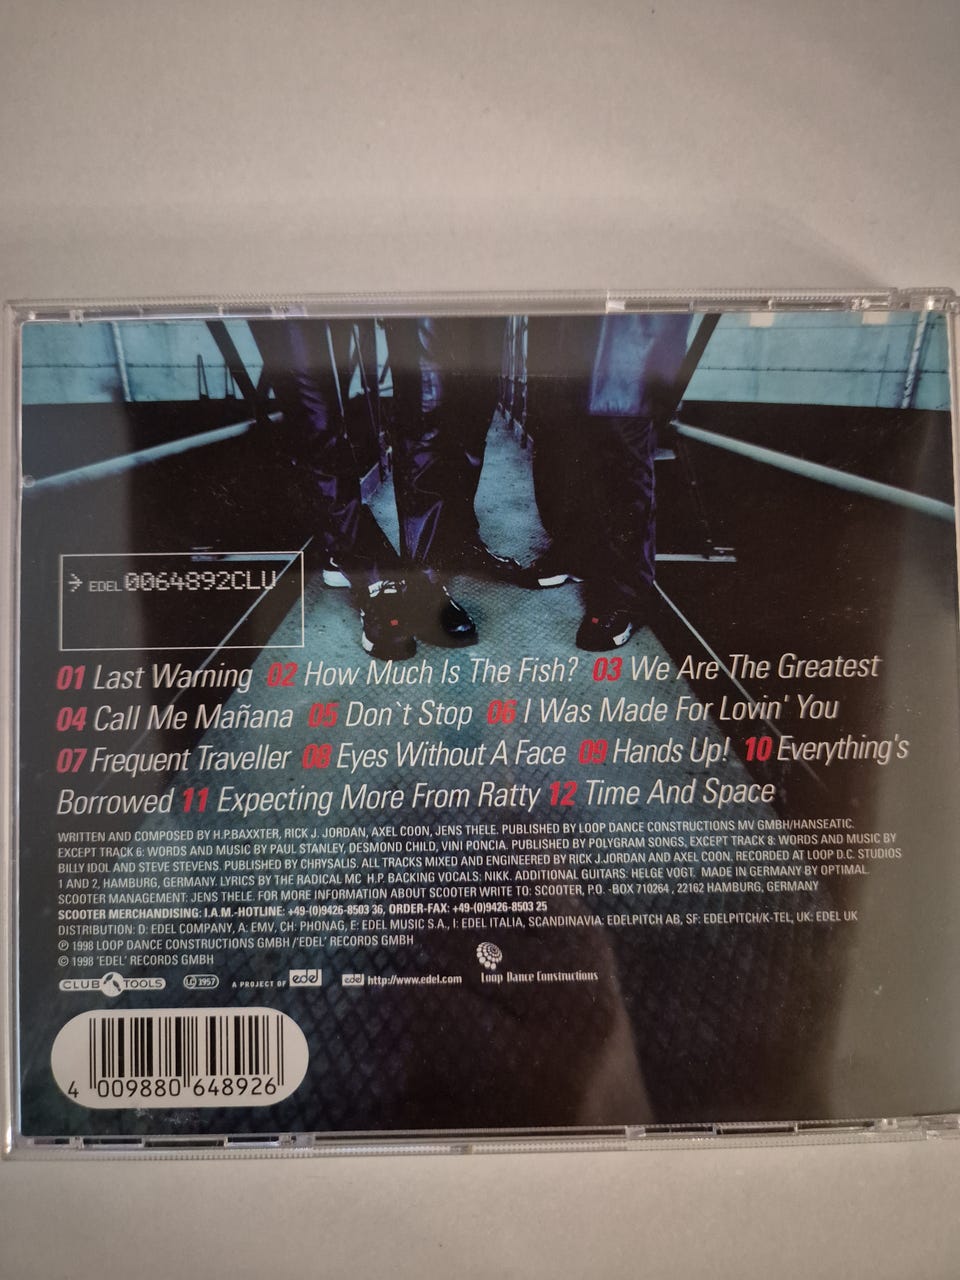 → EDEL 0064892CLU
01 Last Warning 02 How Much Is The Fish? 03 We Are The Greatest
04 Call Me Mañana 05 Don`t Stop 06 I Was Made For Lovin' You
07 Frequent Traveller 08 Eyes Without A Face 09 Hands Up! 10 Everything's
Borrowed 11 Expecting More From Ratty 12 Time And Space
WRITTEN AND COMPOSED BY H.P.BAXXTER, RICK J. JORDAN, AXEL COON, JENS THELE. PUBLISHED BY LOOP DANCE CONSTRUCTIONS MV GMBH/HANSEATIC.
EXCEPT TRACK 6: WORDS AND MUSIC BY PAUL STANLEY, DESMOND CHILD, VINI PONCIA. PUBLISHED BY POLYGRAM SONGS, EXCEPT TRACK 8: WORDS AND MUSIC BY
BILLY IDOL AND STEVE STEVENS. PUBLISHED BY CHRYSALIS. ALL TRACKS MIXED AND ENGINEERED BY RICK J.JORDAN AND AXEL COON. RECORDED AT LOOP D.C. STUDIOS
1 AND 2, HAMBURG, GERMANY. LYRICS BY THE RADICAL MC H.P. BACKING VOCALS: NIKK. ADDITIONAL GUITARS: HELGE VOGT. MADE IN GERMANY BY OPTIMAL.
SCOOTER MANAGEMENT: JENS THELE. FOR MORE INFORMATION ABOUT SCOOTER WRITE TO: SCOOTER, P.O. -BOX 710264 , 22162 HAMBURG, GERMANY
SCOOTER MERCHANDISING: I.A.M.-HOTLINE: +49-(0)9426-8503 36, ORDER-FAX: +49-(0)9426-8503 25
DISTRIBUTION: D: EDEL COMPANY, A: EMV, CH: PHONAG, E: EDEL MUSIC S.A., I: EDEL ITALIA, SCANDINAVIA: EDELPITCH AB, SF: EDELPITCH/K-TEL, UK: EDEL UK
℗ 1998 LOOP DANCE CONSTRUCTIONS GMBH /'EDEL' RECORDS GMBH
© 1998 'EDEL' RECORDS GMBH
CLUB TOOLS LC 1957 A PROJECT OF edel edel http://www.edel.com Loop Dance Constructions
4 009880 648926